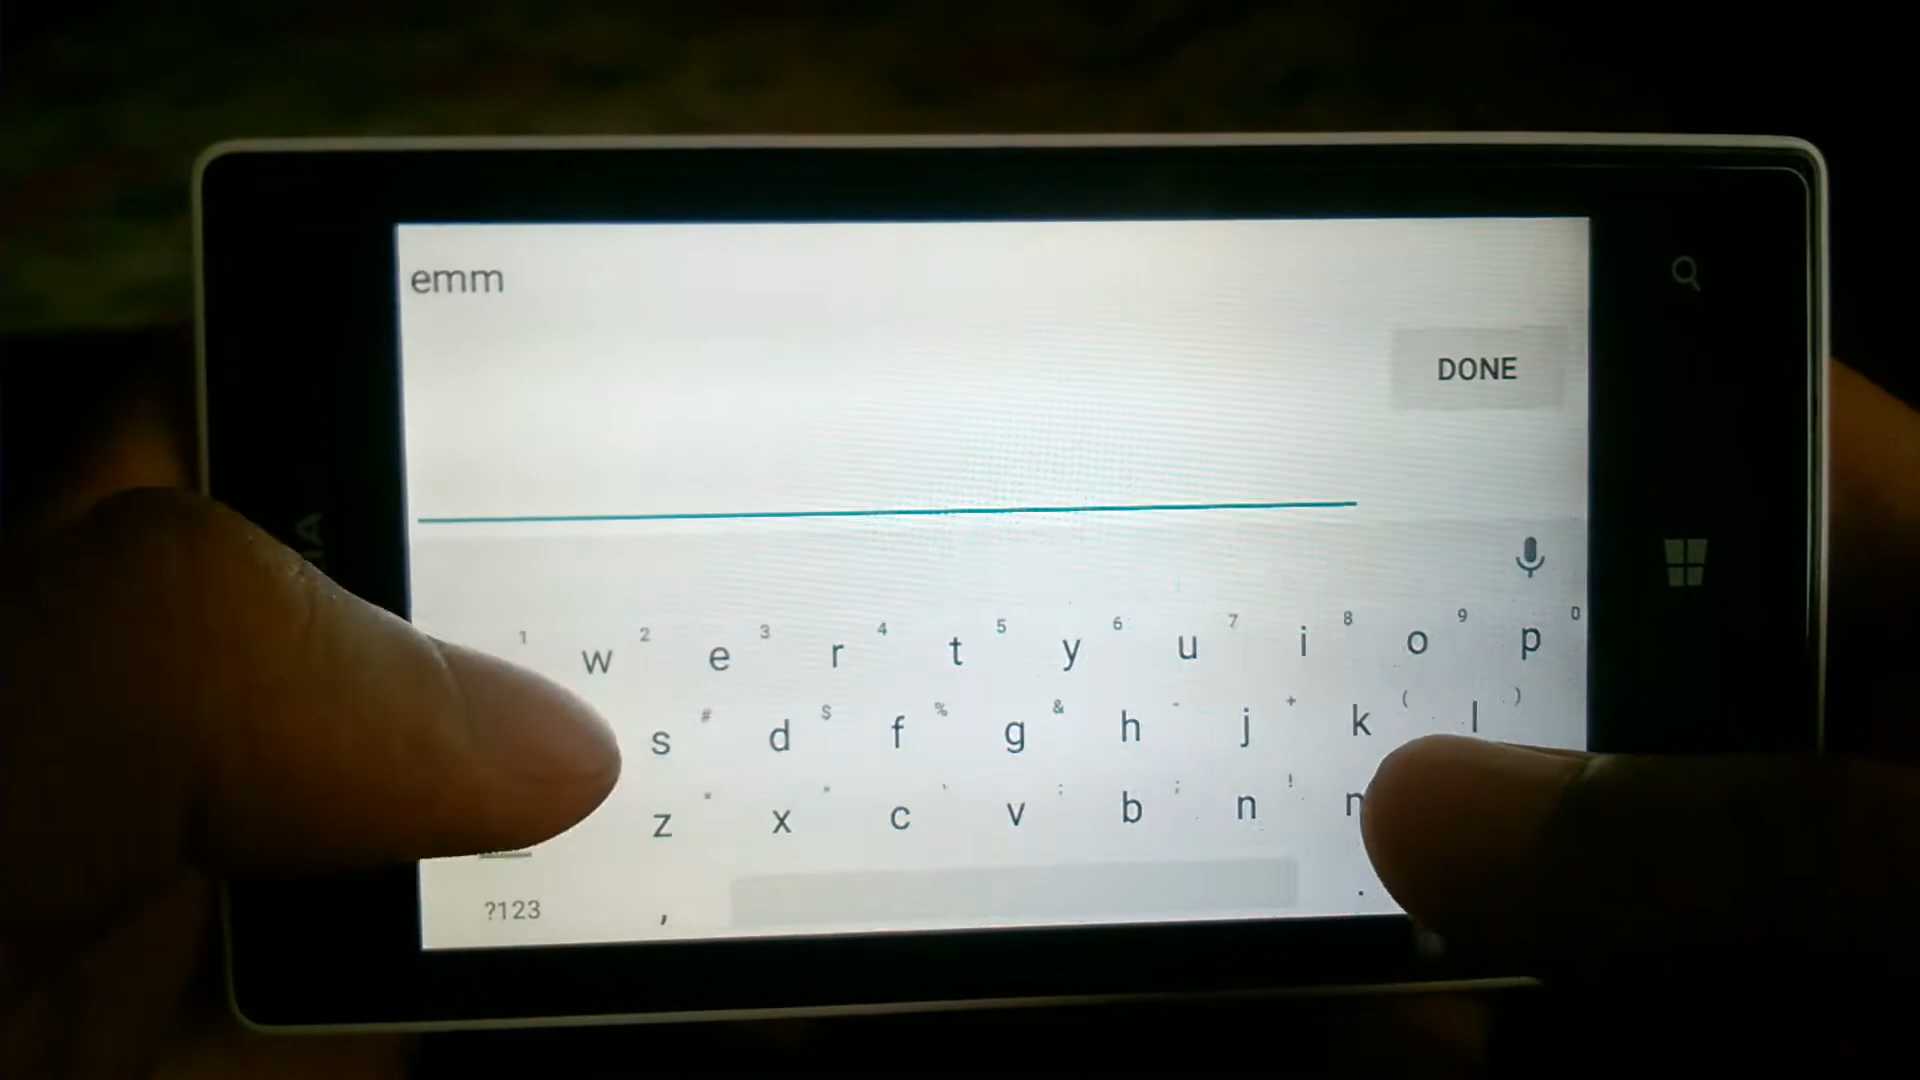 emm
DONE
1 2 3 4 5 6 7 8 9 0
w e r t y u i o p
# $ % & - + ( )
s d f g h j k l
z x c v b n
?123 , .